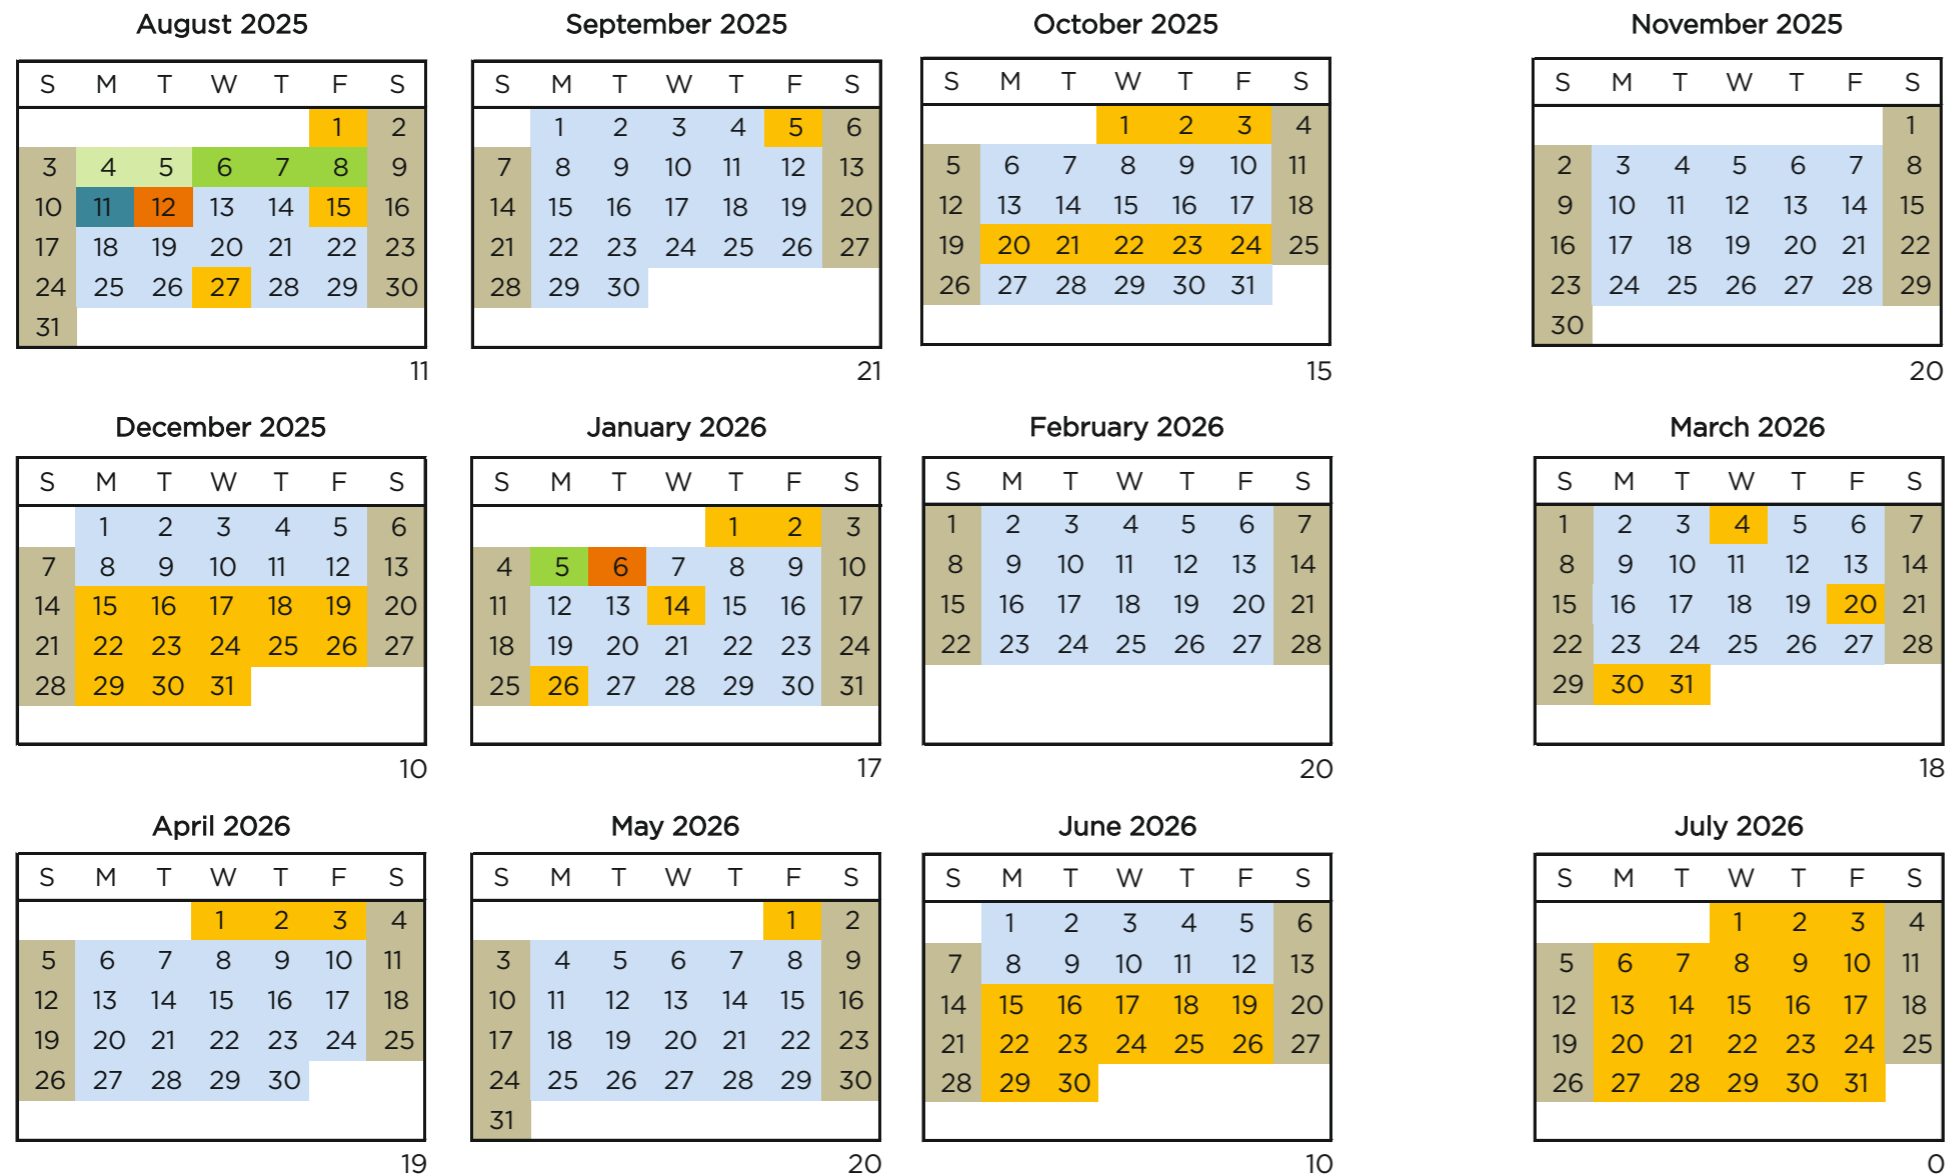 August 2025
S M T W T F S
1 2
3 4 5 6 7 8 9
10 11 12 13 14 15 16
17 18 19 20 21 22 23
24 25 26 27 28 29 30
31
11
September 2025
S M T W T F S
1 2 3 4 5 6
7 8 9 10 11 12 13
14 15 16 17 18 19 20
21 22 23 24 25 26 27
28 29 30
21
October 2025
S M T W T F S
1 2 3 4
5 6 7 8 9 10 11
12 13 14 15 16 17 18
19 20 21 22 23 24 25
26 27 28 29 30 31
15
November 2025
S M T W T F S
1
2 3 4 5 6 7 8
9 10 11 12 13 14 15
16 17 18 19 20 21 22
23 24 25 26 27 28 29
30
20
December 2025
S M T W T F S
1 2 3 4 5 6
7 8 9 10 11 12 13
14 15 16 17 18 19 20
21 22 23 24 25 26 27
28 29 30 31
10
January 2026
S M T W T F S
1 2 3
4 5 6 7 8 9 10
11 12 13 14 15 16 17
18 19 20 21 22 23 24
25 26 27 28 29 30 31
17
February 2026
S M T W T F S
1 2 3 4 5 6 7
8 9 10 11 12 13 14
15 16 17 18 19 20 21
22 23 24 25 26 27 28
20
March 2026
S M T W T F S
1 2 3 4 5 6 7
8 9 10 11 12 13 14
15 16 17 18 19 20 21
22 23 24 25 26 27 28
29 30 31
18
April 2026
S M T W T F S
1 2 3 4
5 6 7 8 9 10 11
12 13 14 15 16 17 18
19 20 21 22 23 24 25
26 27 28 29 30
19
May 2026
S M T W T F S
1 2
3 4 5 6 7 8 9
10 11 12 13 14 15 16
17 18 19 20 21 22 23
24 25 26 27 28 29 30
31
20
June 2026
S M T W T F S
1 2 3 4 5 6
7 8 9 10 11 12 13
14 15 16 17 18 19 20
21 22 23 24 25 26 27
28 29 30
10
July 2026
S M T W T F S
1 2 3 4
5 6 7 8 9 10 11
12 13 14 15 16 17 18
19 20 21 22 23 24 25
26 27 28 29 30 31
0